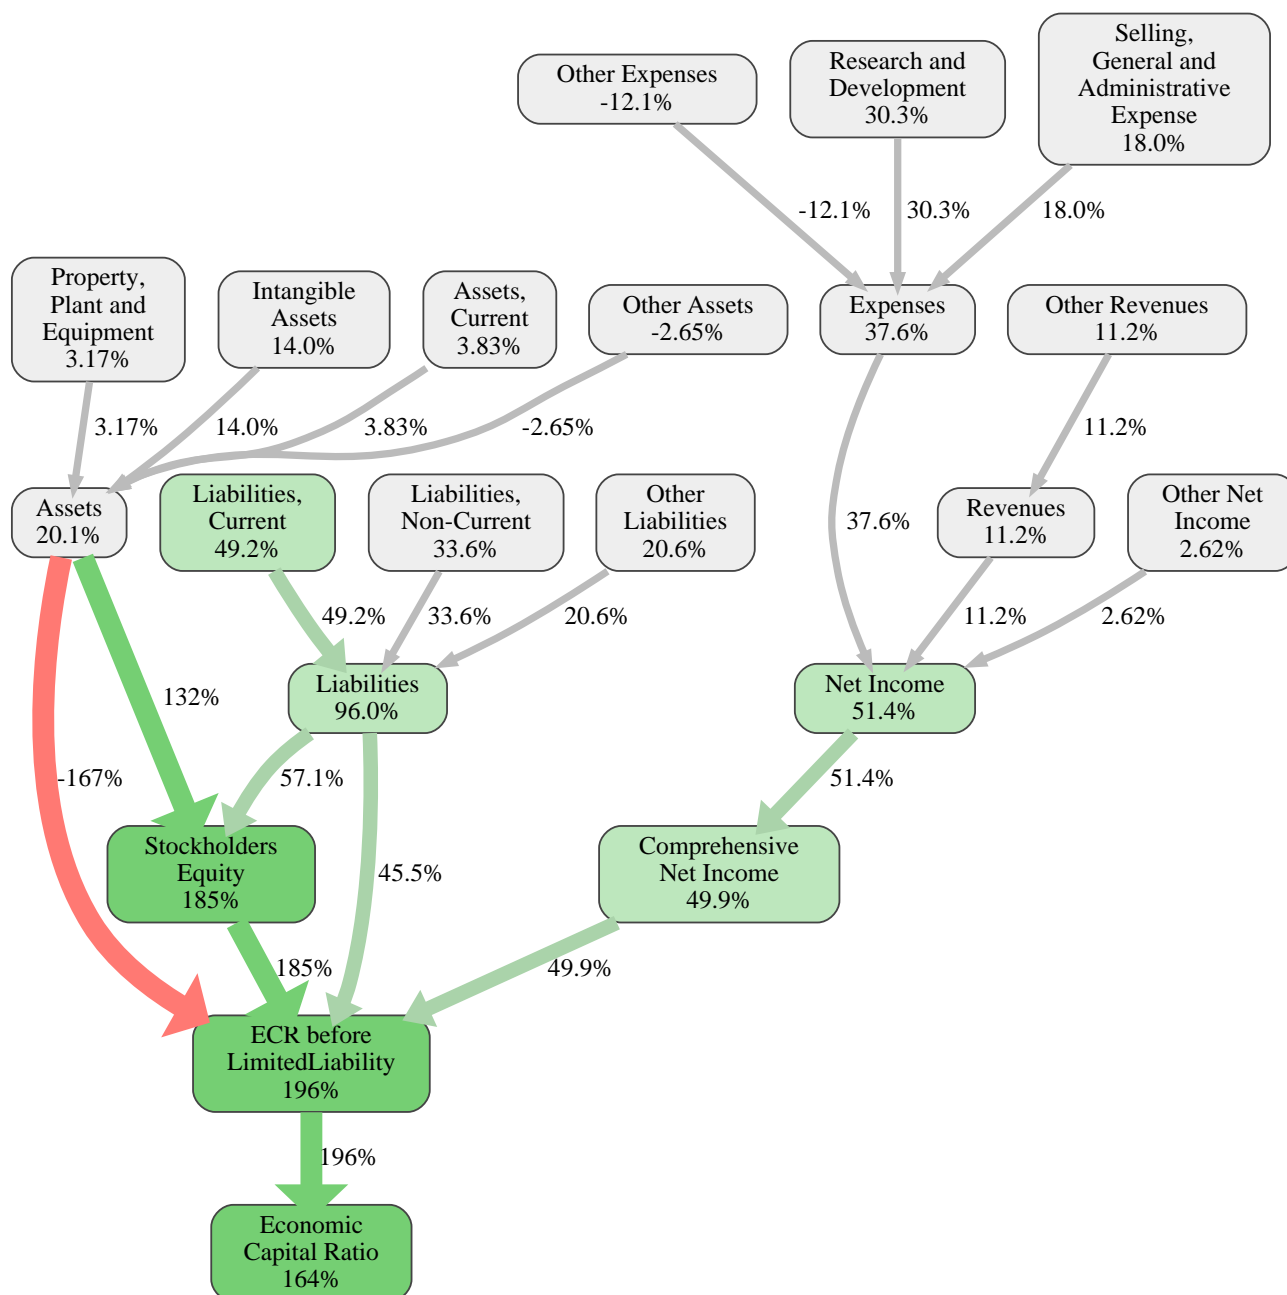 Selling,
General and
Administrative
Expense
18.0%
Research and
Development
30.3%
Other Expenses
-12.1%
-12.1%
30.3%
18.0%
Property,
Plant and
Equipment
3.17%
Intangible
Assets
14.0%
Assets,
Current
3.83%
Other Assets
-2.65%
Expenses
37.6%
Other Revenues
11.2%
3.17%
14.0%
3.83%
-2.65%
11.2%
Assets
20.1%
Liabilities,
Current
49.2%
Liabilities,
Non-Current
33.6%
Other
Liabilities
20.6%
37.6%
Revenues
11.2%
Other Net
Income
2.62%
49.2%
33.6%
20.6%
11.2%
2.62%
Liabilities
96.0%
Net Income
51.4%
132%
-167%
57.1%
51.4%
Stockholders
Equity
185%
45.5%
Comprehensive
Net Income
49.9%
185%
49.9%
ECR before
LimitedLiability
196%
196%
Economic
Capital Ratio
164%